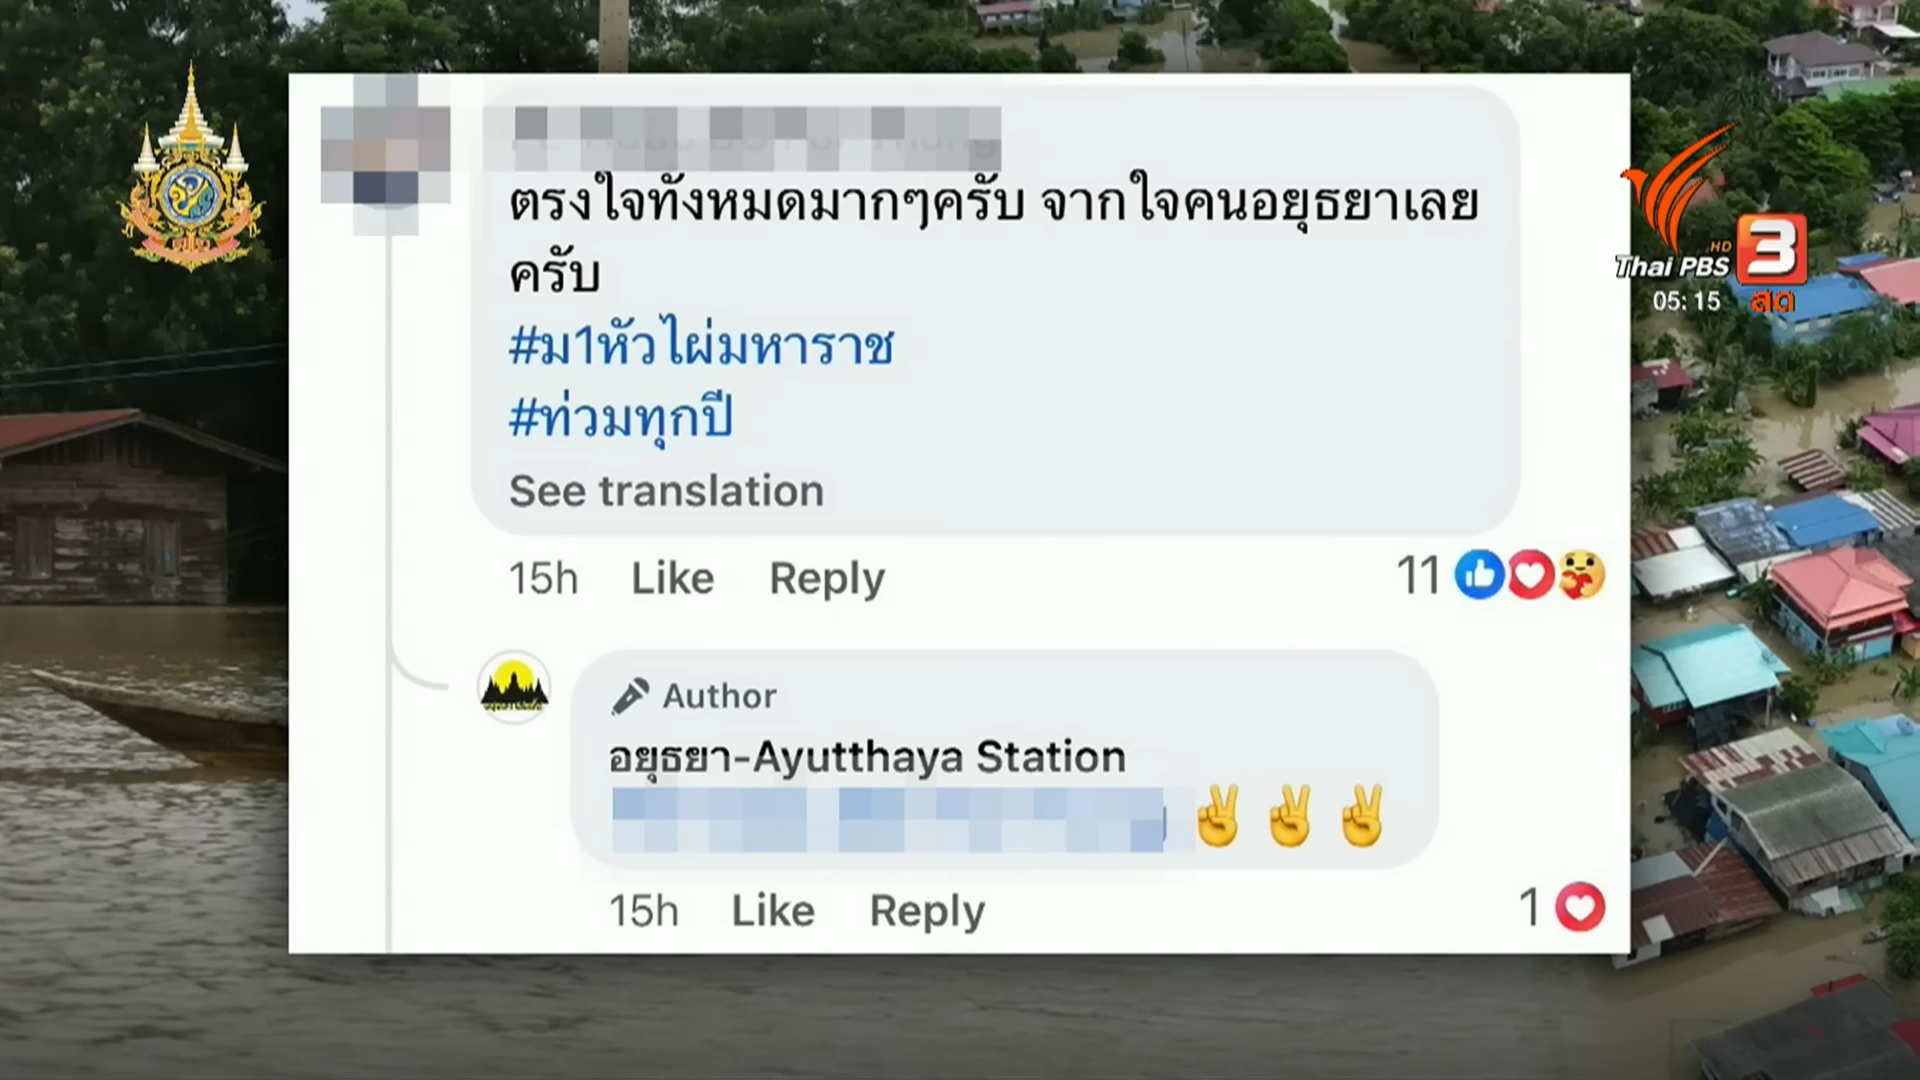 ตรงใจทั้งหมดมากๆครับ จากใจคนอยุธยาเลย
ครับ
#ม1หัวไผ่มหาราช
#ท่วมทุกปี
See translation
15h Like Reply 11
Author
อยุธยา-Ayutthaya Station
✌️ ✌️ ✌️
15h Like Reply 1
HD
Thai PBS 3
05:15 สด